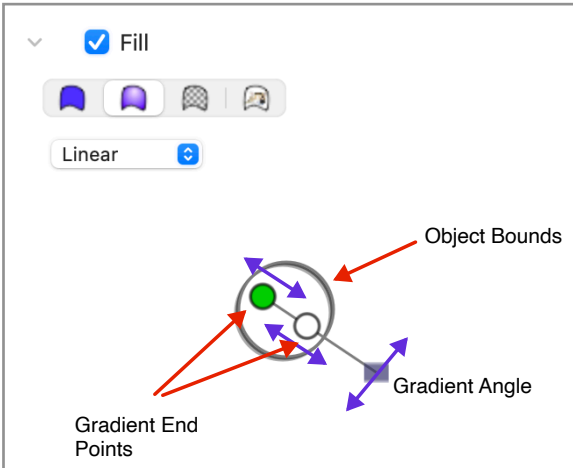 Fill
Linear
Object Bounds
Gradient Angle
Gradient End
Points